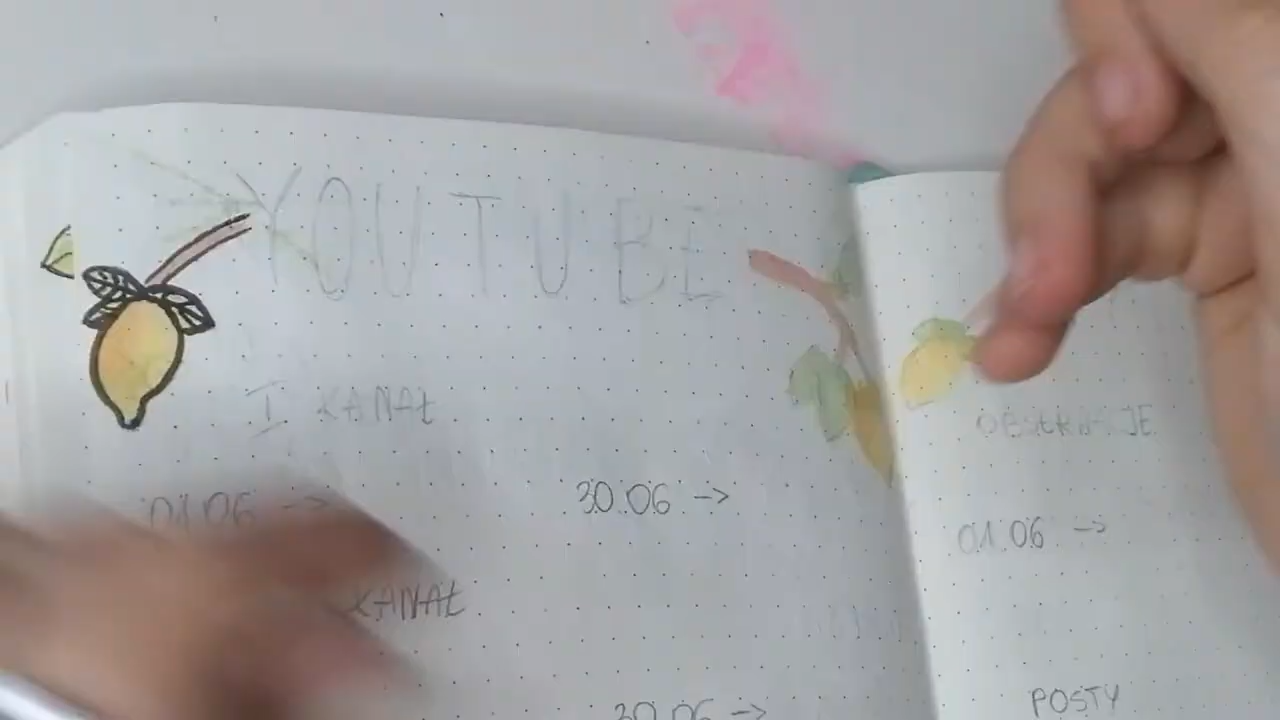 YOUTUBE
I KANAŁ
01.06 ->
30.06 ->
KANAŁ
30.06 ->
OBSERWACJE
01.06 ->
POSTY